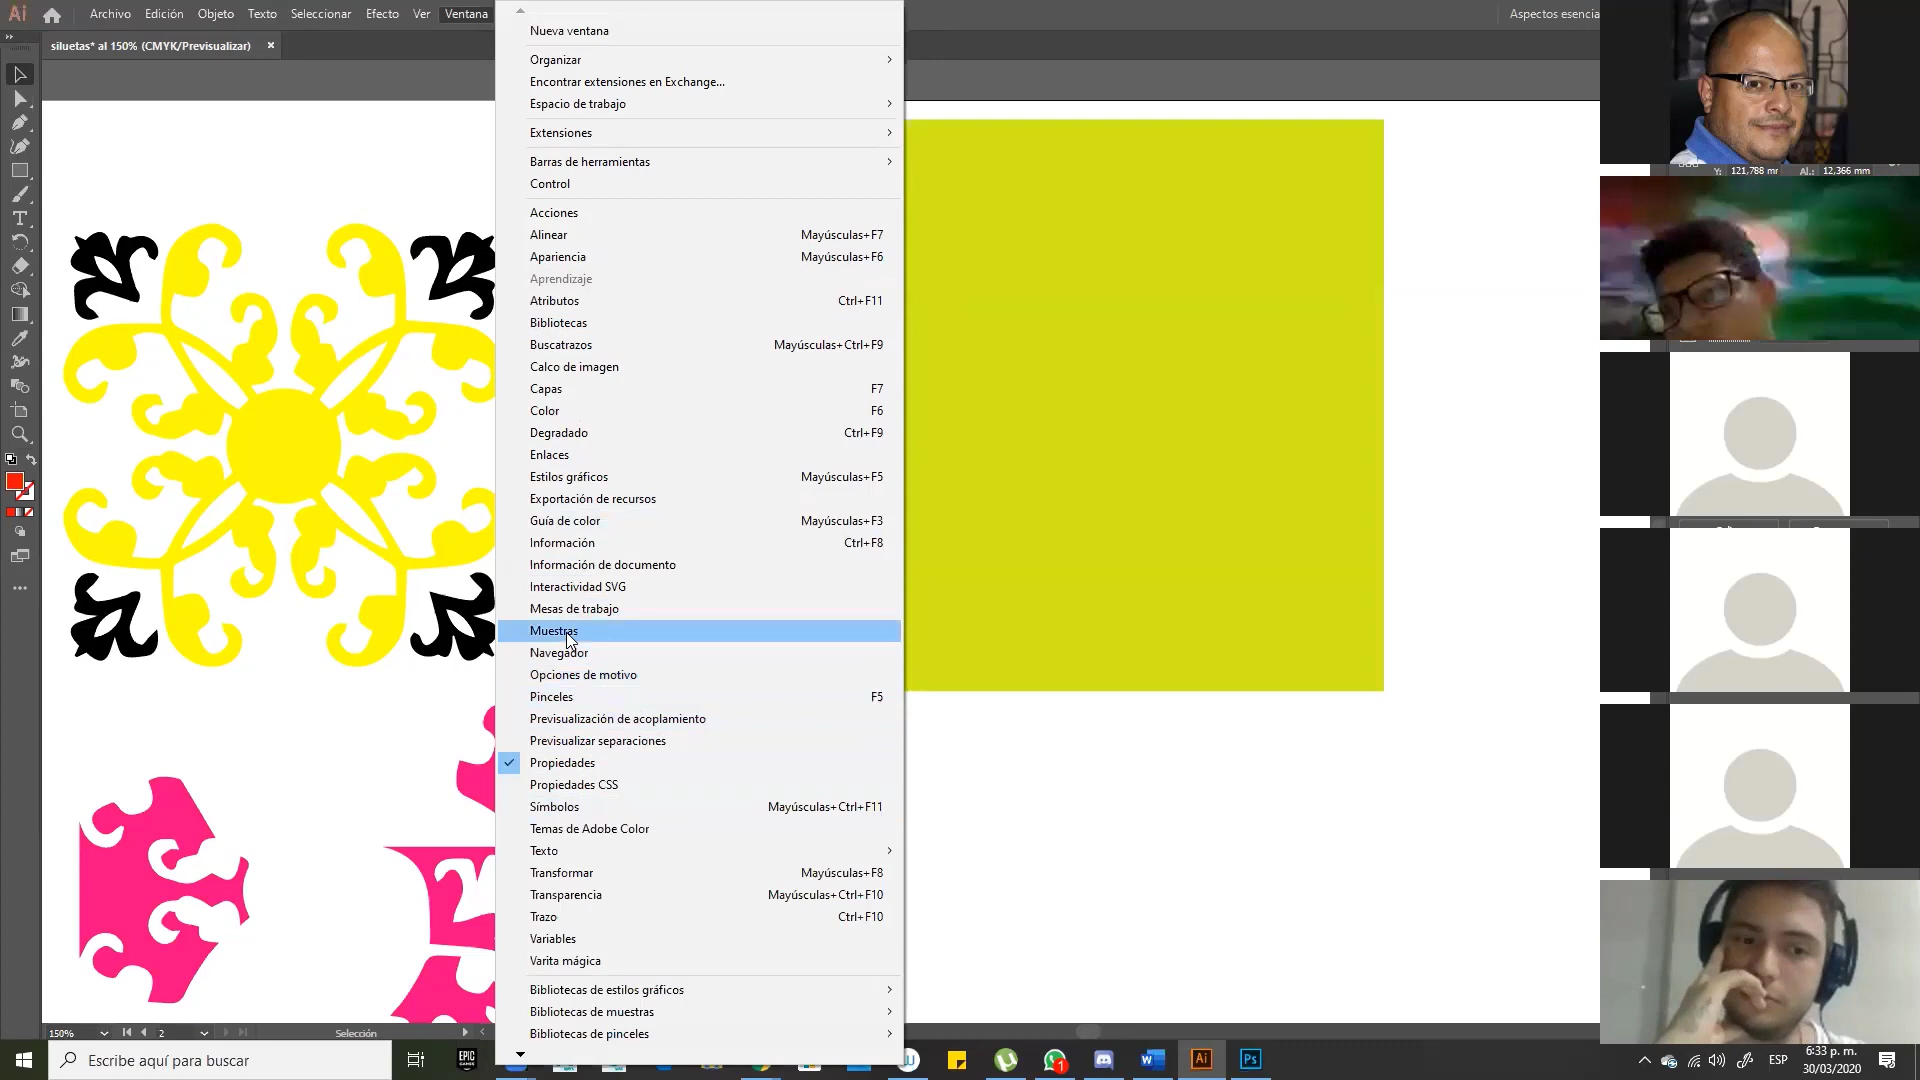 Ai Archivo Edición Objeto Texto Seleccionar Efecto Ver Ventana
Aspectos esencia
siluetas* al 150% (CMYK/Previsualizar) ×
Nueva ventana
Organizar
Encontrar extensiones en Exchange...
Espacio de trabajo
Extensiones
Barras de herramientas
Control
Acciones
Alinear Mayúsculas+F7
Apariencia Mayúsculas+F6
Aprendizaje
Atributos Ctrl+F11
Bibliotecas
Buscatrazos Mayúsculas+Ctrl+F9
Calco de imagen
Capas F7
Color F6
Degradado Ctrl+F9
Enlaces
Estilos gráficos Mayúsculas+F5
Exportación de recursos
Guía de color Mayúsculas+F3
Información Ctrl+F8
Información de documento
Interactividad SVG
Mesas de trabajo
Muestras
Navegador
Opciones de motivo
Pinceles F5
Previsualización de acoplamiento
Previsualizar separaciones
Propiedades
Propiedades CSS
Símbolos Mayúsculas+Ctrl+F11
Temas de Adobe Color
Texto
Transformar Mayúsculas+F8
Transparencia Mayúsculas+Ctrl+F10
Trazo Ctrl+F10
Variables
Varita mágica
Bibliotecas de estilos gráficos
Bibliotecas de muestras
Bibliotecas de pinceles
Y: 121,788 mr Al.: 12,366 mm
150% 2 Selección
Escribe aquí para buscar
EPIC GAMES
1
Ai
Ps
ESP
6:33 p. m.
30/03/2020